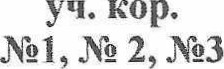 уч. кор.
№1, № 2, №3